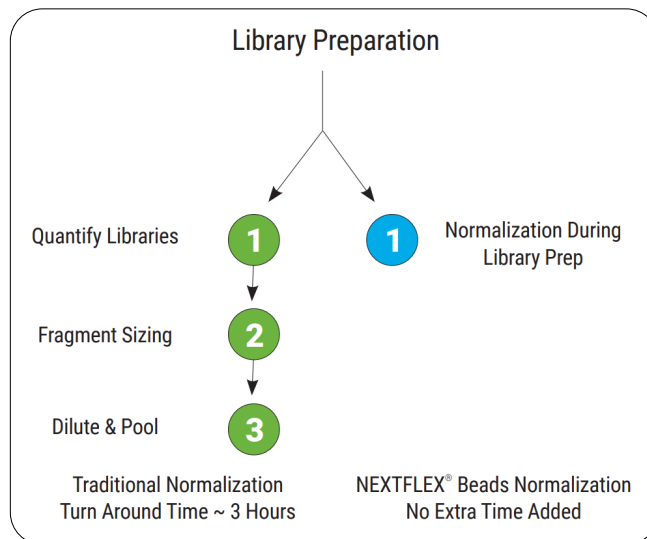 Library Preparation
Quantify Libraries
1
1
Normalization During
Library Prep
Fragment Sizing
2
Dilute & Pool
3
Traditional Normalization
Turn Around Time ~ 3 Hours
NEXTFLEX® Beads Normalization
No Extra Time Added